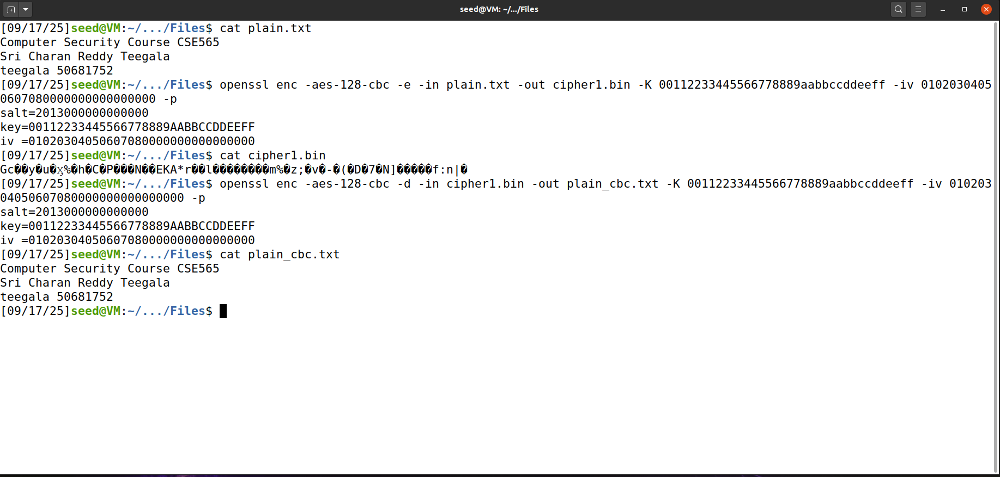 seed@VM: ~/.../Files
[09/17/25]seed@VM:~/.../Files$ cat plain.txt
Computer Security Course CSE565
Sri Charan Reddy Teegala
teegala 50681752
[09/17/25]seed@VM:~/.../Files$ openssl enc -aes-128-cbc -e -in plain.txt -out cipher1.bin -K 00112233445566778889aabbccddeeff -iv 0102030405
0607080000000000000000 -p
salt=2013000000000000
key=00112233445566778889AABBCCDDEEFF
iv =01020304050607080000000000000000
[09/17/25]seed@VM:~/.../Files$ cat cipher1.bin
Gc��y�u�ӽ%�h�C�P���N��EKA*r��l��������m%�z;�v�-�(�D�7�N]�����f:n|�
[09/17/25]seed@VM:~/.../Files$ openssl enc -aes-128-cbc -d -in cipher1.bin -out plain_cbc.txt -K 00112233445566778889aabbccddeeff -iv 010203
04050607080000000000000000 -p
salt=2013000000000000
key=00112233445566778889AABBCCDDEEFF
iv =01020304050607080000000000000000
[09/17/25]seed@VM:~/.../Files$ cat plain_cbc.txt
Computer Security Course CSE565
Sri Charan Reddy Teegala
teegala 50681752
[09/17/25]seed@VM:~/.../Files$